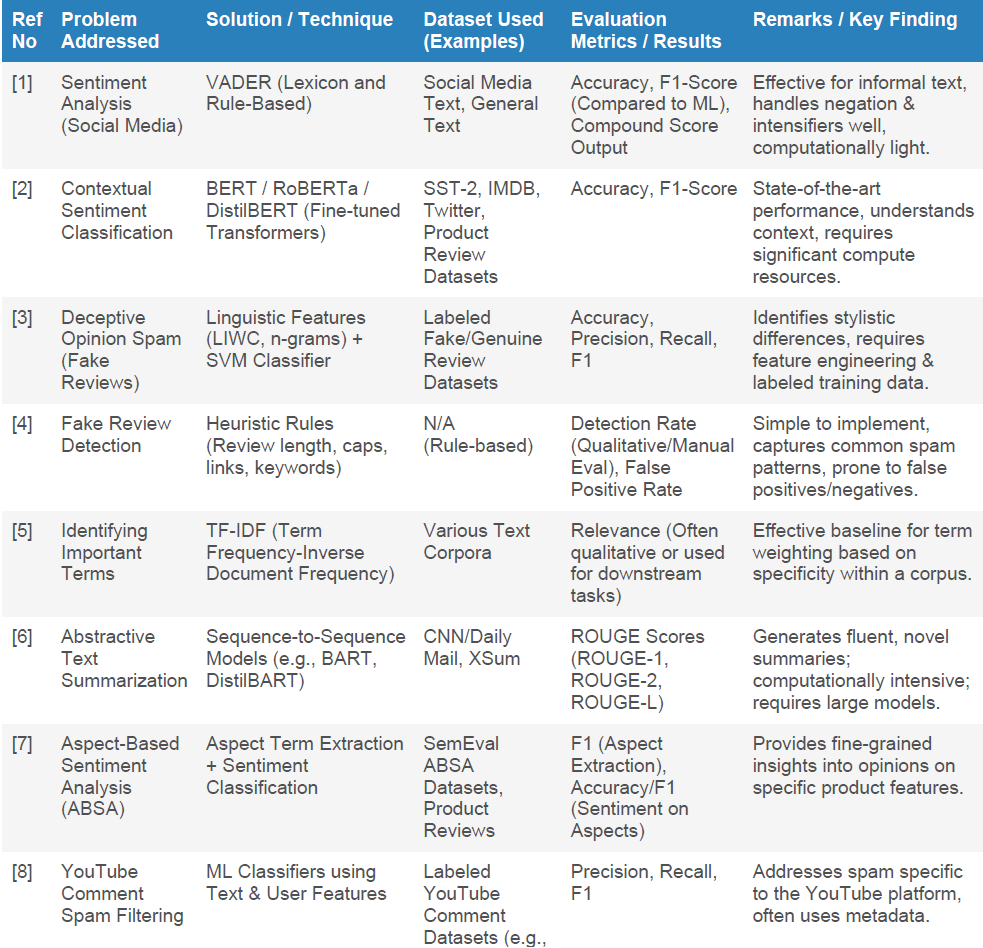 Ref No | Problem Addressed | Solution / Technique | Dataset Used (Examples) | Evaluation Metrics / Results | Remarks / Key Finding
[1] | Sentiment Analysis (Social Media) | VADER (Lexicon and Rule-Based) | Social Media Text, General Text | Accuracy, F1-Score (Compared to ML), Compound Score Output | Effective for informal text, handles negation & intensifiers well, computationally light.
[2] | Contextual Sentiment Classification | BERT / RoBERTa / DistilBERT (Fine-tuned Transformers) | SST-2, IMDB, Twitter, Product Review Datasets | Accuracy, F1-Score | State-of-the-art performance, understands context, requires significant compute resources.
[3] | Deceptive Opinion Spam (Fake Reviews) | Linguistic Features (LIWC, n-grams) + SVM Classifier | Labeled Fake/Genuine Review Datasets | Accuracy, Precision, Recall, F1 | Identifies stylistic differences, requires feature engineering & labeled training data.
[4] | Fake Review Detection | Heuristic Rules (Review length, caps, links, keywords) | N/A (Rule-based) | Detection Rate (Qualitative/Manual Eval), False Positive Rate | Simple to implement, captures common spam patterns, prone to false positives/negatives.
[5] | Identifying Important Terms | TF-IDF (Term Frequency-Inverse Document Frequency) | Various Text Corpora | Relevance (Often qualitative or used for downstream tasks) | Effective baseline for term weighting based on specificity within a corpus.
[6] | Abstractive Text Summarization | Sequence-to-Sequence Models (e.g., BART, DistilBART) | CNN/Daily Mail, XSum | ROUGE Scores (ROUGE-1, ROUGE-2, ROUGE-L) | Generates fluent, novel summaries; computationally intensive; requires large models.
[7] | Aspect-Based Sentiment Analysis (ABSA) | Aspect Term Extraction + Sentiment Classification | SemEval ABSA Datasets, Product Reviews | F1 (Aspect Extraction), Accuracy/F1 (Sentiment on Aspects) | Provides fine-grained insights into opinions on specific product features.
[8] | YouTube Comment Spam Filtering | ML Classifiers using Text & User Features | Labeled YouTube Comment Datasets (e.g., | Precision, Recall, F1 | Addresses spam specific to the YouTube platform, often uses metadata.